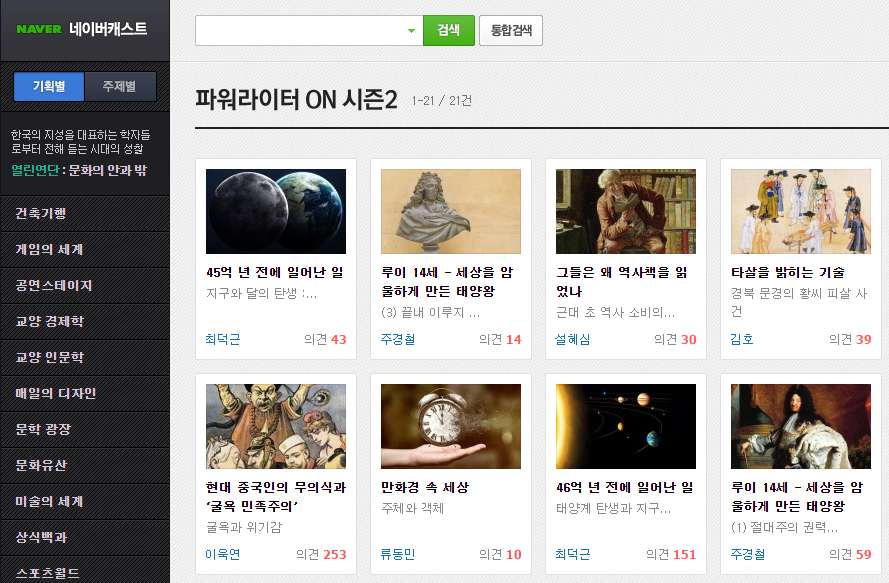 NAVER 네이버캐스트
검색
통합검색
기획별
주제별
한국의 지성을 대표하는 학자들
로부터 전해 듣는 시대의 성찰
열린연단 : 문화의 안과 밖
건축기행
게임의 세계
공연스테이지
교양 경제학
교양 인문학
매일의 디자인
문학 광장
문화유산
미술의 세계
상식백과
스포츠월드
파워라이터 ON 시즌2 1-21 / 21건
45억 년 전에 일어난 일
지구와 달의 탄생 :...
최덕근 의견 43
루이 14세 - 세상을 암
울하게 만든 태양왕
(3) 끝내 이루지 ...
주경철 의견 14
그들은 왜 역사책을 읽
었나
근대 초 역사 소비의...
설혜심 의견 30
타살을 밝히는 기술
경북 문경의 황씨 피살 사
건
김호 의견 39
현대 중국인의 무의식과
‘굴욕 민족주의’
굴욕과 위기감
이욱연 의견 253
만화경 속 세상
주체와 객체
류동민 의견 10
46억 년 전에 일어난 일
태양계 탄생과 지구...
최덕근 의견 151
루이 14세 - 세상을 암
울하게 만든 태양왕
(1) 절대주의 권력...
주경철 의견 59